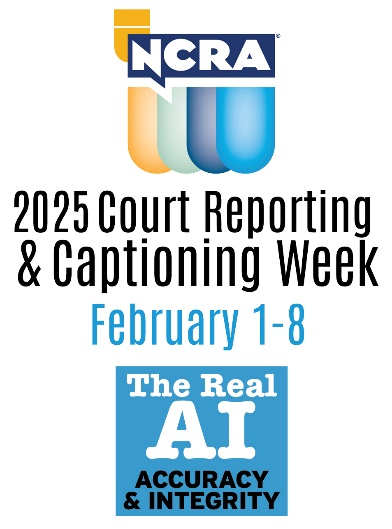 NCRA®
2025 Court Reporting
& Captioning Week
February 1-8
The Real
AI
ACCURACY
& INTEGRITY